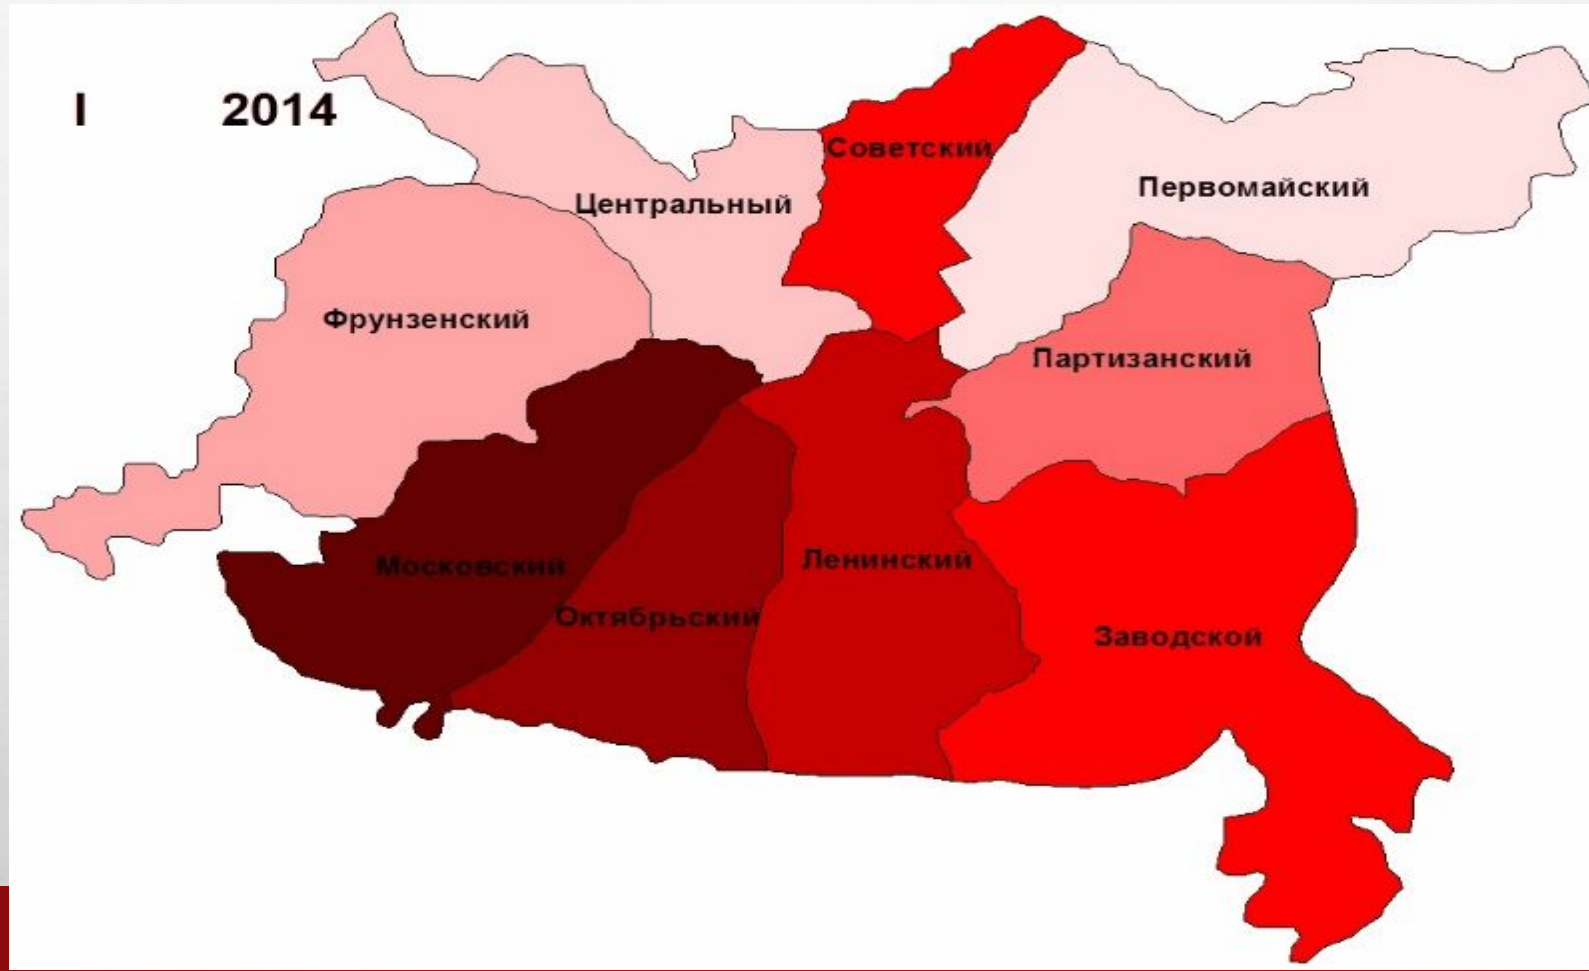 I 2014
Советский
Первомайский
Центральный
Фрунзенский
Партизанский
Московский
Ленинский
Октябрьский
Заводской